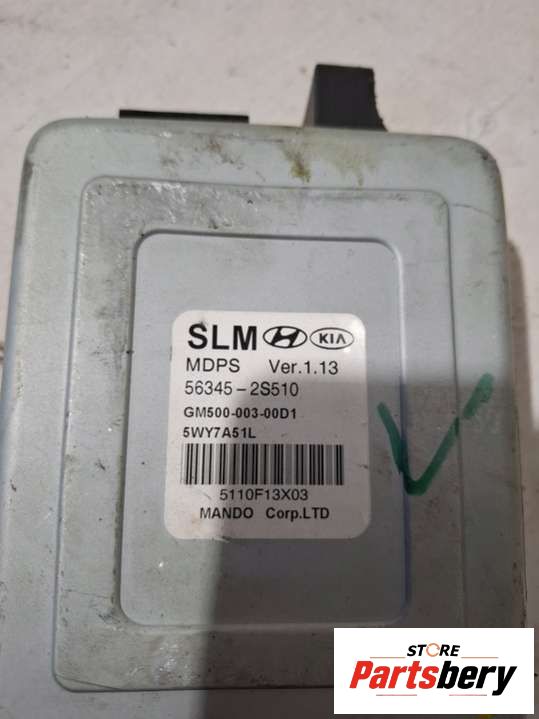 SLM KIA
MDPS Ver.1.13
56345-2S510
GM500-003-00D1
5WY7A51L
5110F13X03
MANDO Corp.LTD
STORE
Partsbery